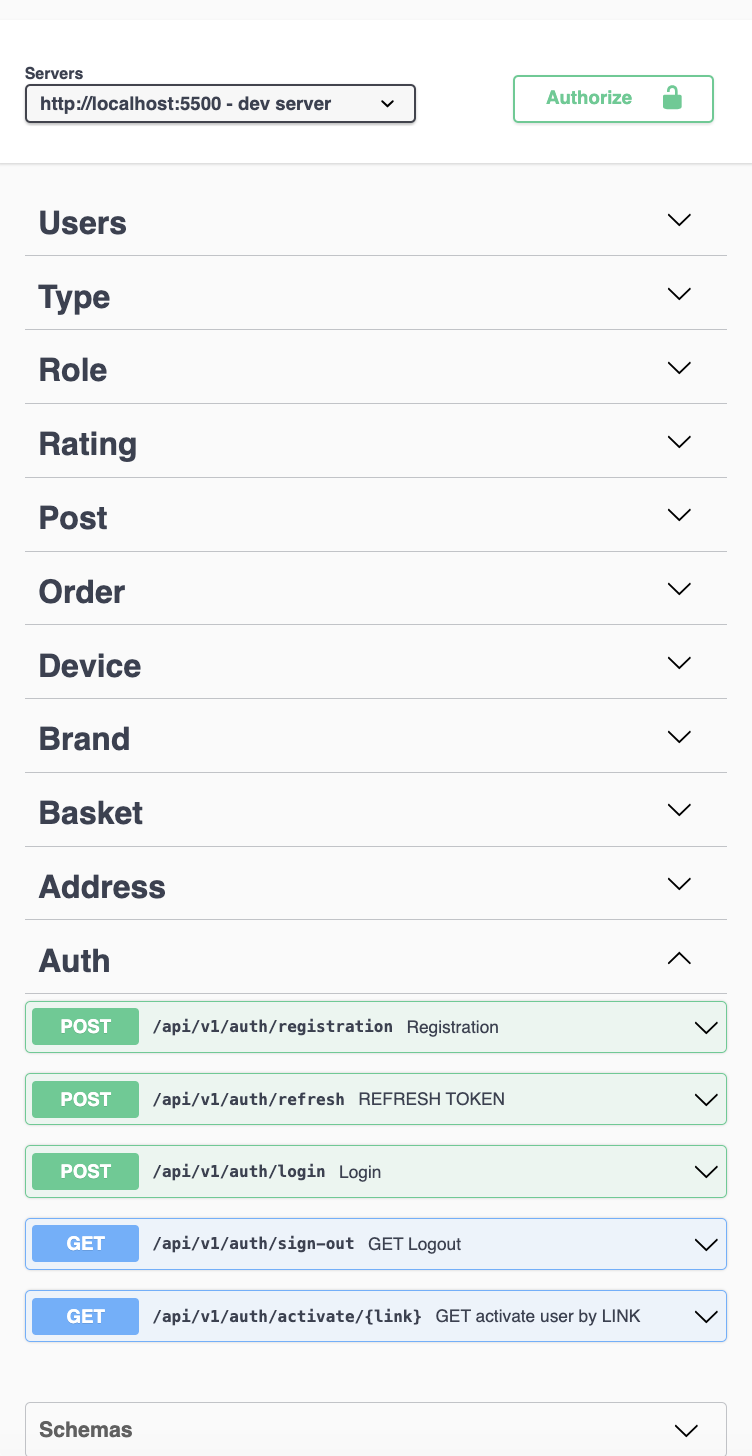 Servers
http://localhost:5500 - dev server
Authorize
Users
Type
Role
Rating
Post
Order
Device
Brand
Basket
Address
Auth
POST /api/v1/auth/registration Registration
POST /api/v1/auth/refresh REFRESH TOKEN
POST /api/v1/auth/login Login
GET /api/v1/auth/sign-out GET Logout
GET /api/v1/auth/activate/{link} GET activate user by LINK
Schemas